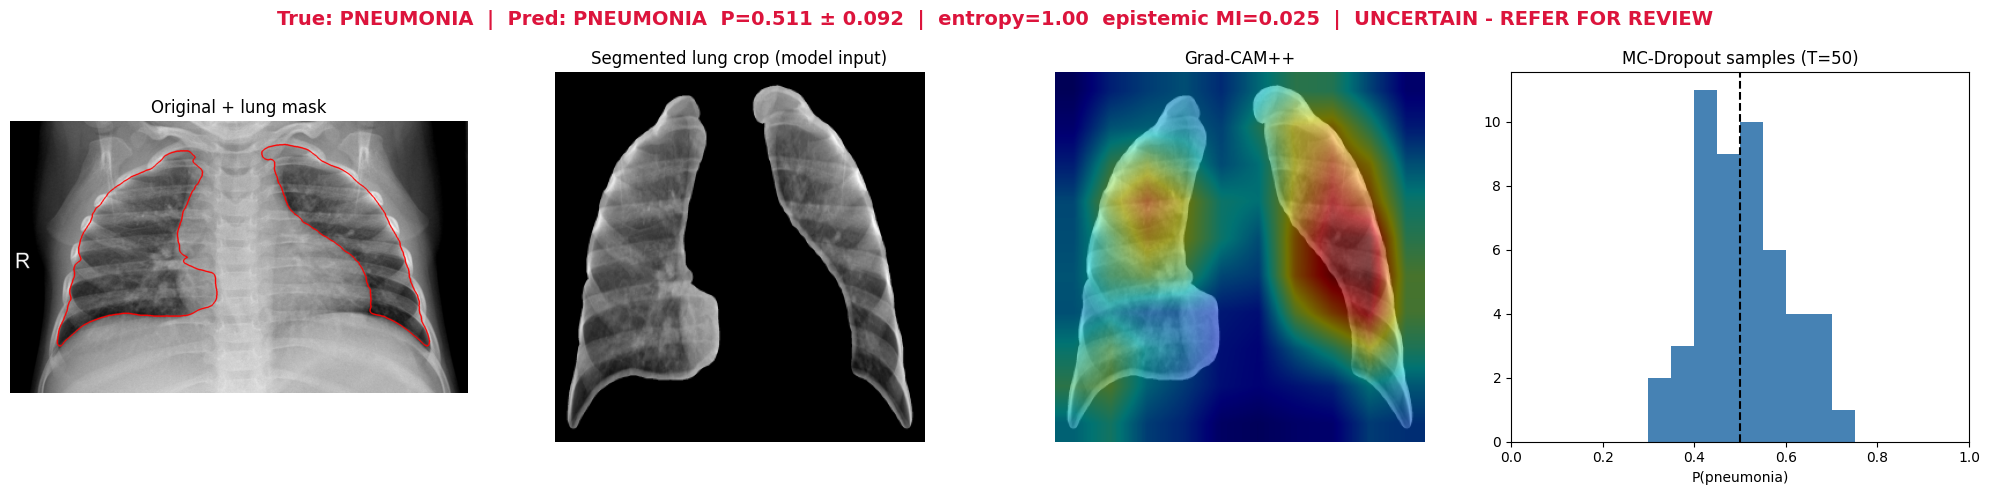 True: PNEUMONIA | Pred: PNEUMONIA P=0.511 ± 0.092 | entropy=1.00 epistemic MI=0.025 | UNCERTAIN - REFER FOR REVIEW
Original + lung mask
R
Segmented lung crop (model input)
Grad-CAM++
MC-Dropout samples (T=50)
10
8
6
4
2
0
0.0 0.2 0.4 0.6 0.8 1.0
P(pneumonia)